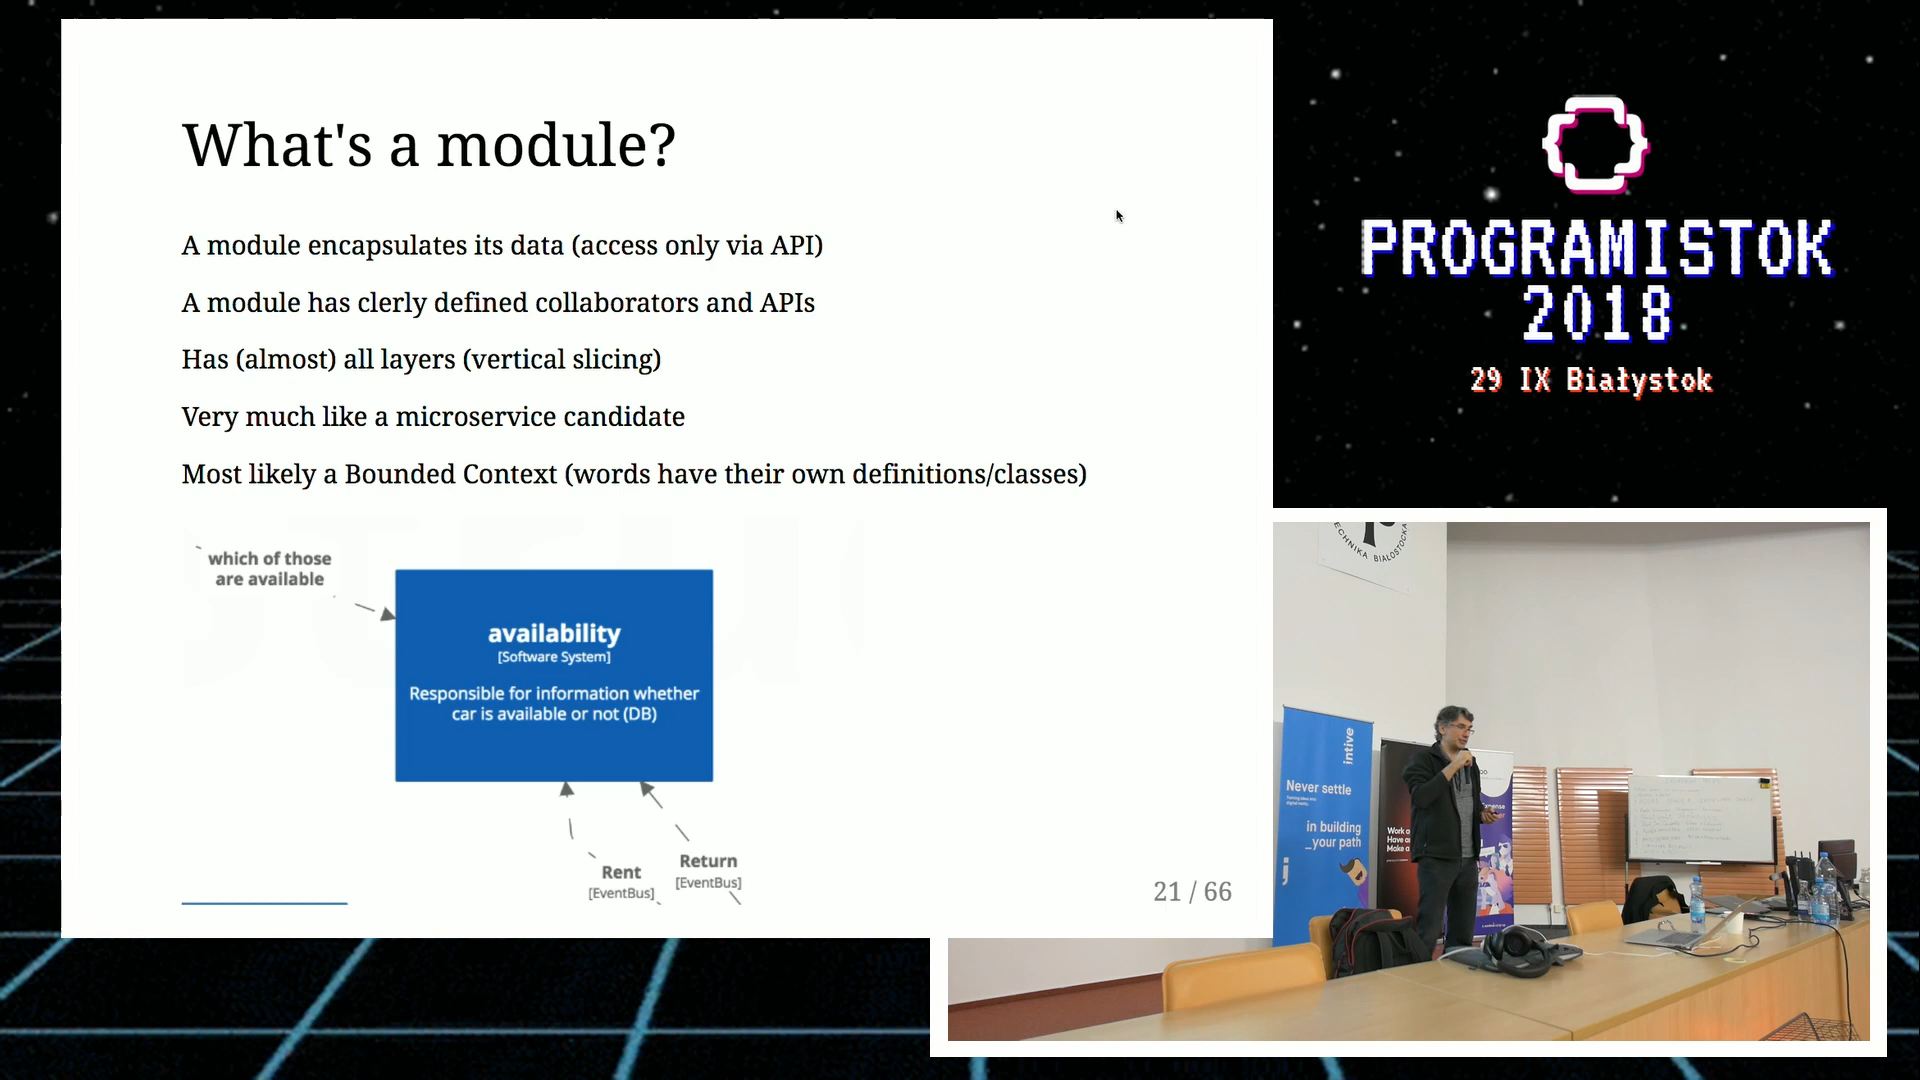 What's a module?
A module encapsulates its data (access only via API)
A module has clerly defined collaborators and APIs
Has (almost) all layers (vertical slicing)
Very much like a microservice candidate
Most likely a Bounded Context (words have their own definitions/classes)
which of those
are available
availability
[Software System]
Responsible for information whether
car is available or not (DB)
Rent
[EventBus]
Return
[EventBus]
21 / 66
PROGRAMISTOK
2018
29 IX Białystok
intive
Never settle
in building
_your path